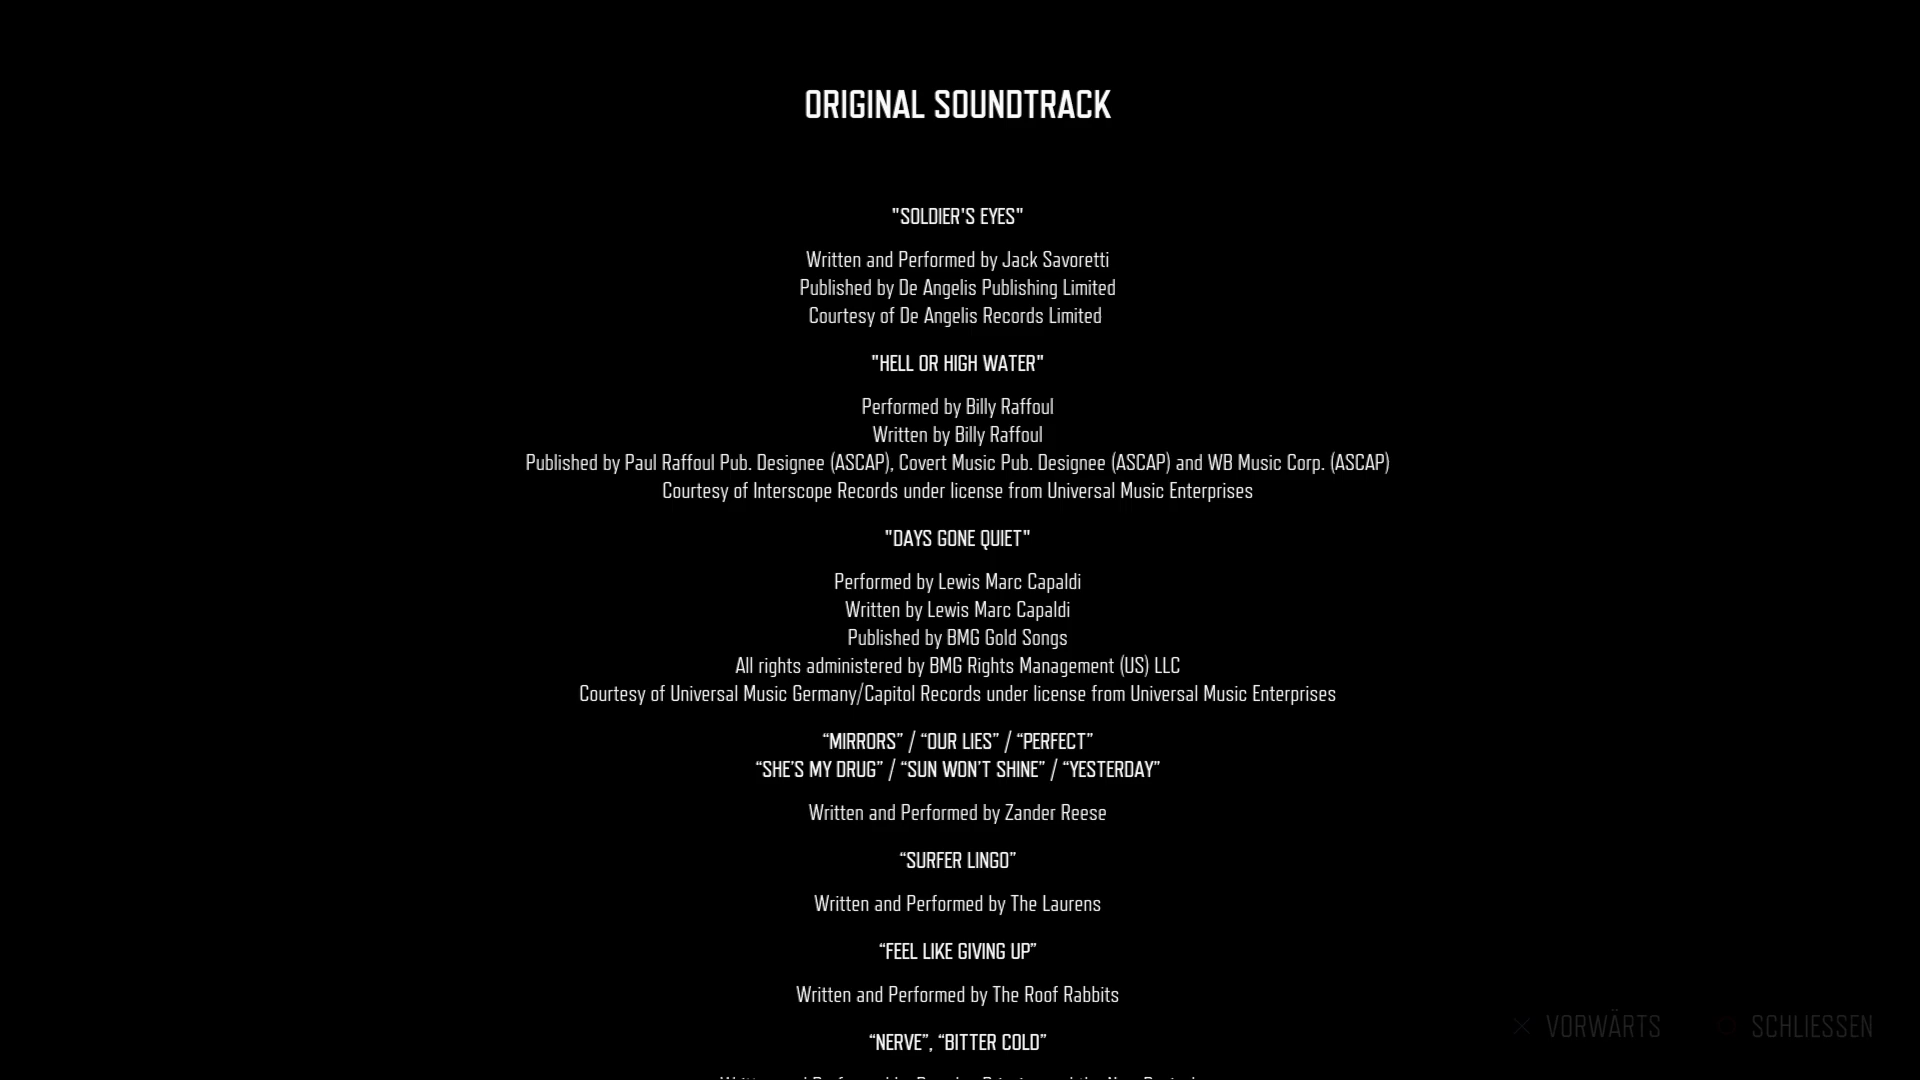 ORIGINAL SOUNDTRACK
"SOLDIER'S EYES"
Written and Performed by Jack Savoretti
Published by De Angelis Publishing Limited
Courtesy of De Angelis Records Limited
"HELL OR HIGH WATER"
Performed by Billy Raffoul
Written by Billy Raffoul
Published by Paul Raffoul Pub. Designee (ASCAP), Covert Music Pub. Designee (ASCAP) and WB Music Corp. (ASCAP)
Courtesy of Interscope Records under license from Universal Music Enterprises
"DAYS GONE QUIET"
Performed by Lewis Marc Capaldi
Written by Lewis Marc Capaldi
Published by BMG Gold Songs
All rights administered by BMG Rights Management (US) LLC
Courtesy of Universal Music Germany/Capitol Records under license from Universal Music Enterprises
“MIRRORS” / “OUR LIES” / “PERFECT”
“SHE’S MY DRUG” / “SUN WON’T SHINE” / “YESTERDAY”
Written and Performed by Zander Reese
“SURFER LINGO”
Written and Performed by The Laurens
“FEEL LIKE GIVING UP”
Written and Performed by The Roof Rabbits
“NERVE”, “BITTER COLD”
VORWÄRTS
SCHLIESSEN